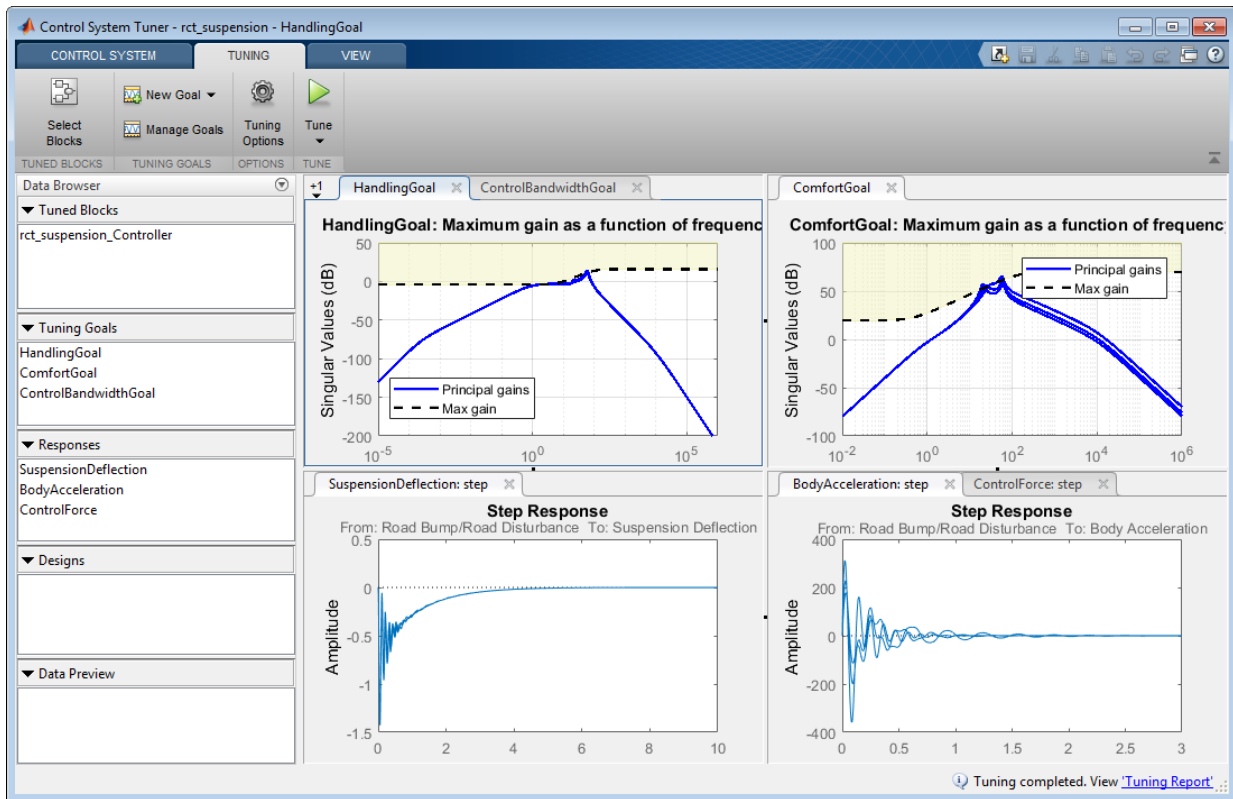 Control System Tuner - rct_suspension - HandlingGoal
CONTROL SYSTEM TUNING VIEW
New Goal
Select Blocks
Manage Goals
Tuning Options
Tune
TUNED BLOCKS TUNING GOALS OPTIONS TUNE
Data Browser
Tuned Blocks
rct_suspension_Controller
Tuning Goals
HandlingGoal
ComfortGoal
ControlBandwidthGoal
Responses
SuspensionDeflection
BodyAcceleration
ControlForce
Designs
Data Preview
+1 HandlingGoal ControlBandwidthGoal
HandlingGoal: Maximum gain as a function of frequenc
Singular Values (dB)
50
0
-50
-100
-150
-200
Principal gains
Max gain
10^-5 10^0 10^5
ComfortGoal
ComfortGoal: Maximum gain as a function of frequency
Singular Values (dB)
100
50
0
-50
-100
Principal gains
Max gain
10^-2 10^0 10^2 10^4 10^6
SuspensionDeflection: step
Step Response
From: Road Bump/Road Disturbance To: Suspension Deflection
Amplitude
0.5
0
-0.5
-1
-1.5
0 2 4 6 8 10
BodyAcceleration: step ControlForce: step
Step Response
From: Road Bump/Road Disturbance To: Body Acceleration
Amplitude
400
200
0
-200
-400
0 0.5 1 1.5 2 2.5 3
Tuning completed. View 'Tuning Report'